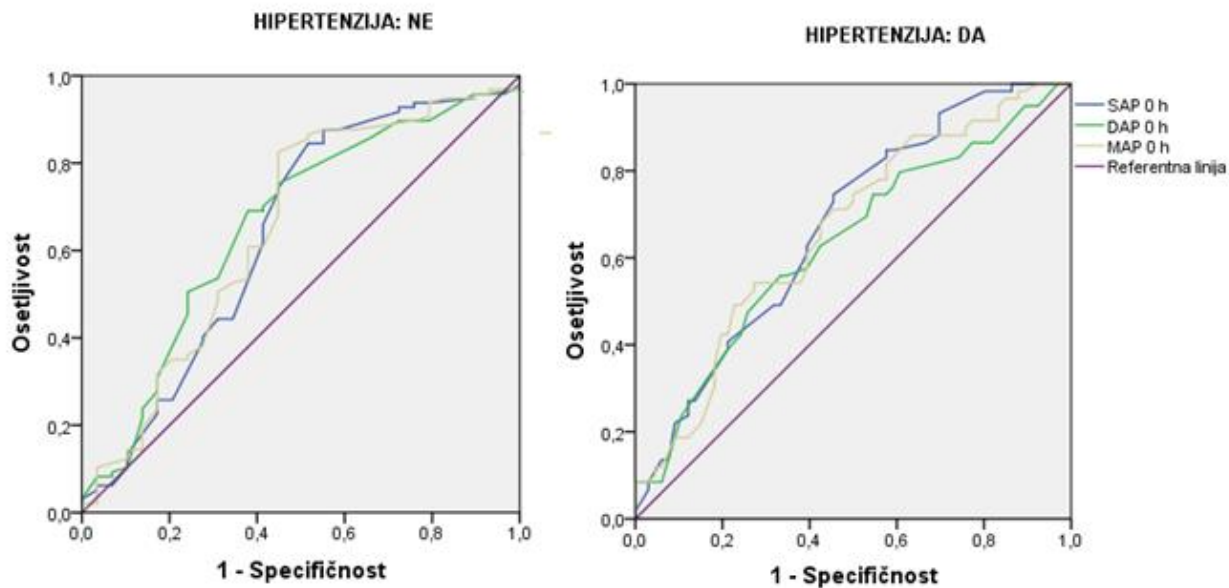 HIPERTENZIJA: NE
1,0
0,8
0,6
0,4
0,2
0,0
0,0 0,2 0,4 0,6 0,8 1,0
Osetljivost
1 - Specifičnost
HIPERTENZIJA: DA
1,0
0,8
0,6
0,4
0,2
0,0
0,0 0,2 0,4 0,6 0,8 1,0
Osetljivost
1 - Specifičnost
SAP 0 h
DAP 0 h
MAP 0 h
Referentna linija